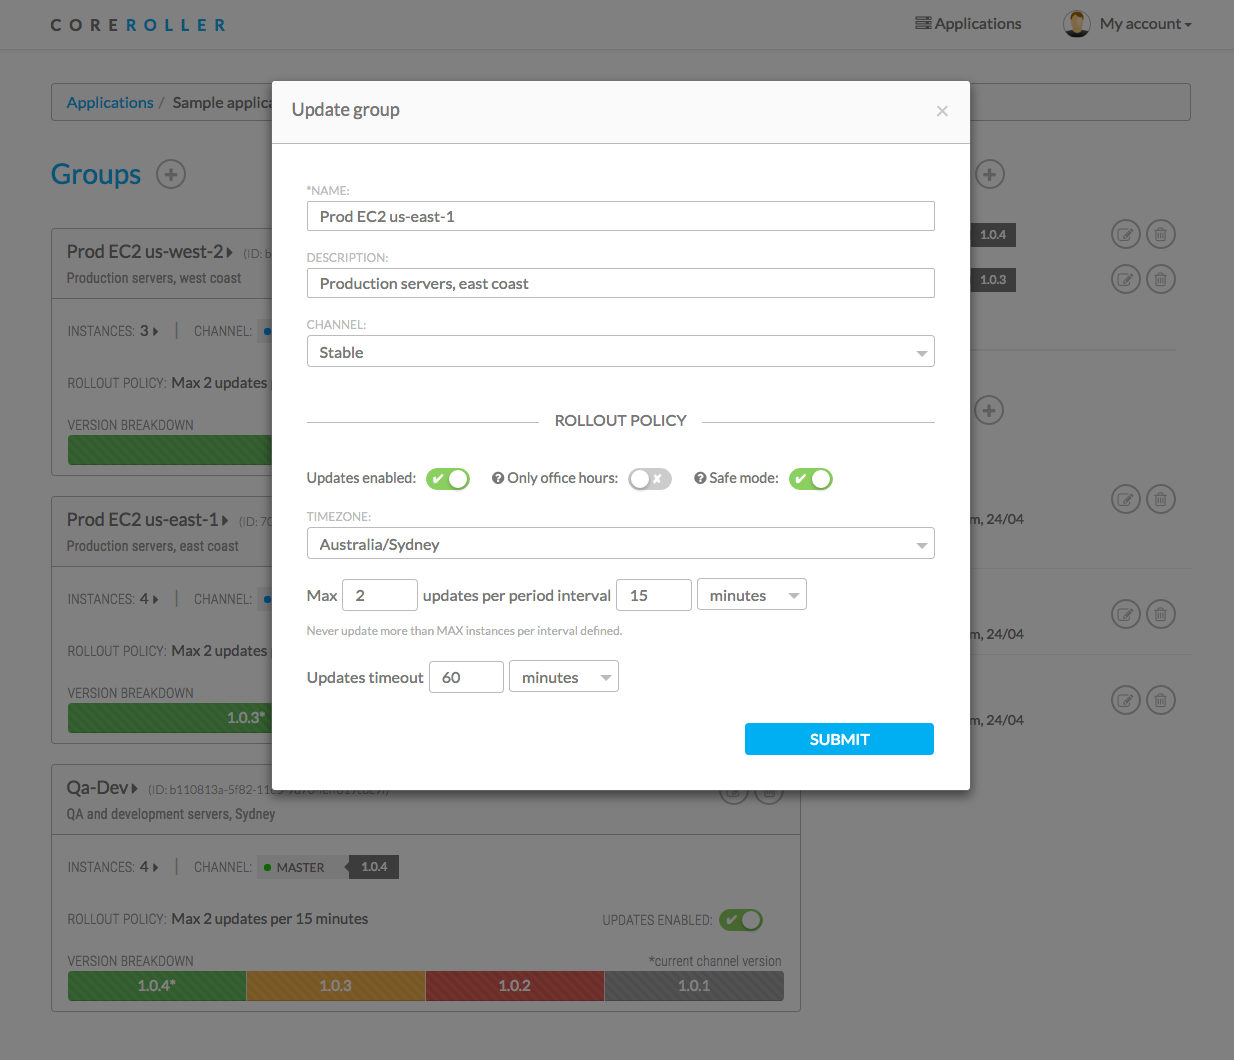 COREROLLER
Applications
My account
Applications / Sample applica
Update group
×
Groups
*NAME:
Prod EC2 us-east-1
DESCRIPTION:
Production servers, east coast
CHANNEL:
Stable
ROLLOUT POLICY
Updates enabled:
Only office hours:
Safe mode:
TIMEZONE:
Australia/Sydney
Max 2 updates per period interval 15 minutes
Never update more than MAX instances per interval defined.
Updates timeout 60 minutes
SUBMIT
Prod EC2 us-west-2 (ID: b
Production servers, west coast
INSTANCES: 3 | CHANNEL:
ROLLOUT POLICY: Max 2 updates
VERSION BREAKDOWN
Prod EC2 us-east-1 (ID: 70
Production servers, east coast
INSTANCES: 4 | CHANNEL:
ROLLOUT POLICY: Max 2 updates
VERSION BREAKDOWN
1.0.3*
Qa-Dev (ID: b110813a-5f82-11
QA and development servers, Sydney
INSTANCES: 4 | CHANNEL: MASTER 1.0.4
ROLLOUT POLICY: Max 2 updates per 15 minutes
UPDATES ENABLED:
VERSION BREAKDOWN
*current channel version
1.0.4* 1.0.3 1.0.2 1.0.1
1.0.4
1.0.3
m, 24/04
m, 24/04
m, 24/04